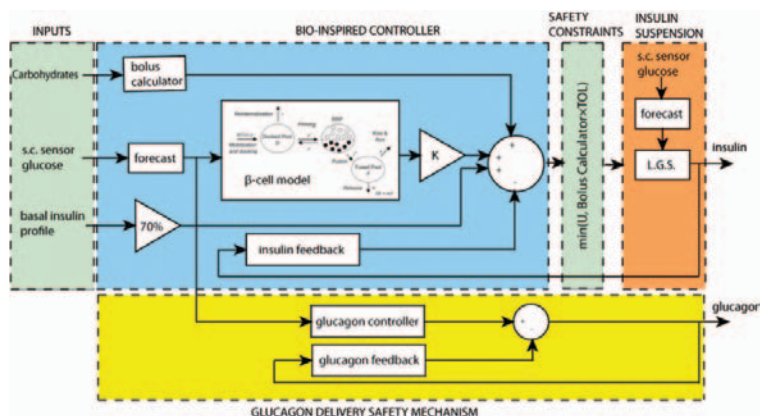 INPUTS
BIO-INSPIRED CONTROLLER
SAFETY
CONSTRAINTS
INSULIN
SUSPENSION
Carbohydrates
bolus
calculator
s.c. sensor
glucose
forecast
β-cell model
K
+
+
+
-
min(U, Bolus Calculator×TOL)
s.c. sensor
glucose
forecast
L.G.S.
insulin
basal insulin
profile
70%
insulin feedback
glucagon controller
+
-
glucagon
glucagon feedback
GLUCAGON DELIVERY SAFETY MECHANISM